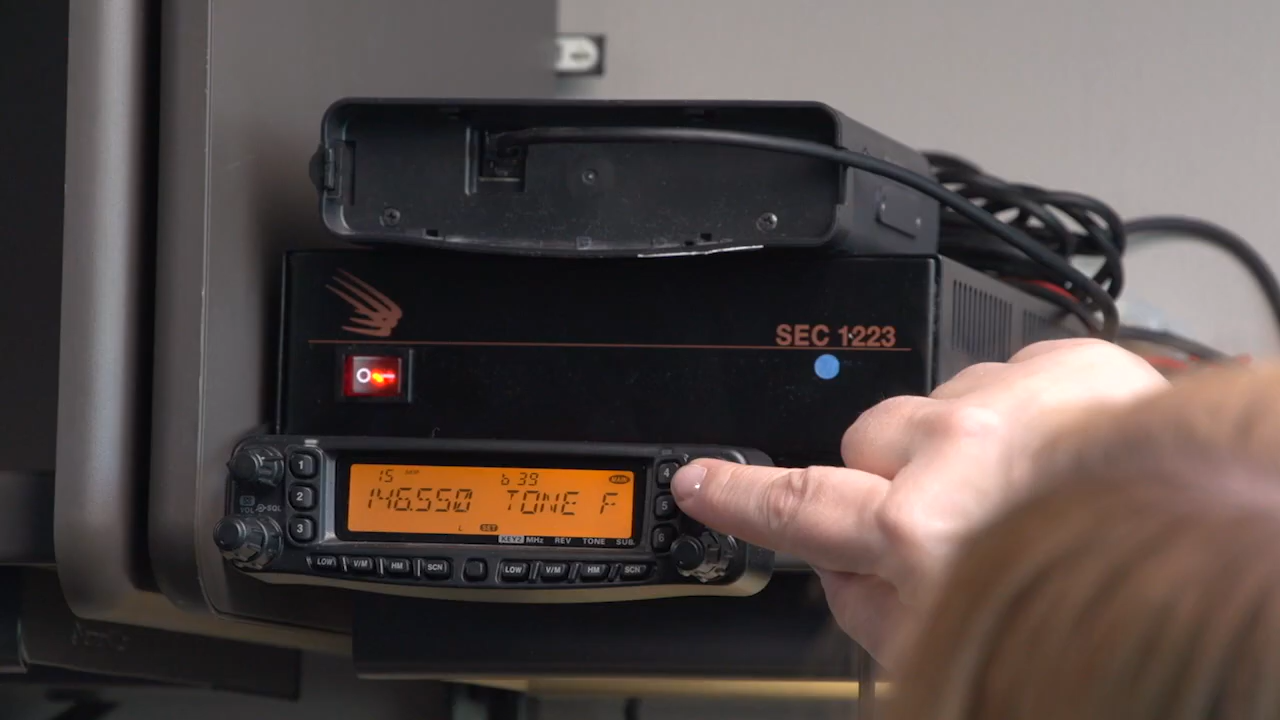 SEC 1223
1
2
3
4
5
6
15
b 39
MAIN
146.550 TONE F
L SET
VOL SQL
KEY2 MHz REV TONE SUB
LOW V/M HM SCN LOW V/M HM SCN